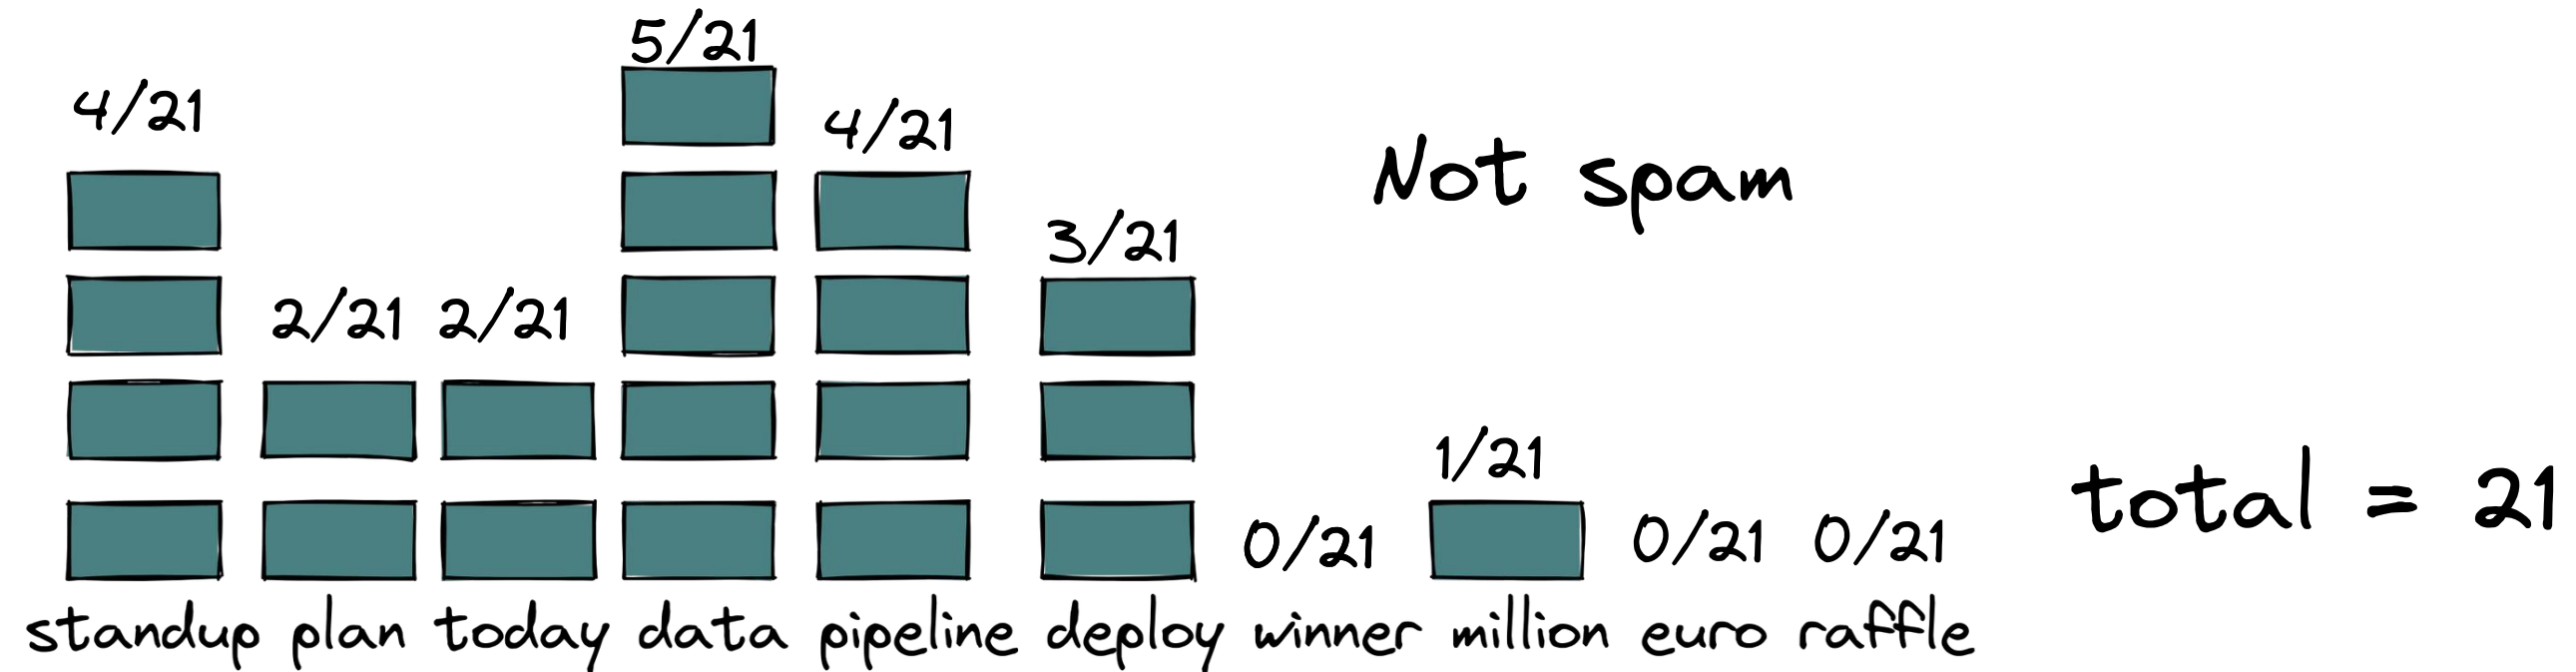 5/21
4/21
4/21
Not spam
3/21
2/21 2/21
1/21
total = 21
0/21
0/21 0/21
standup plan today data pipeline deploy winner million euro raffle